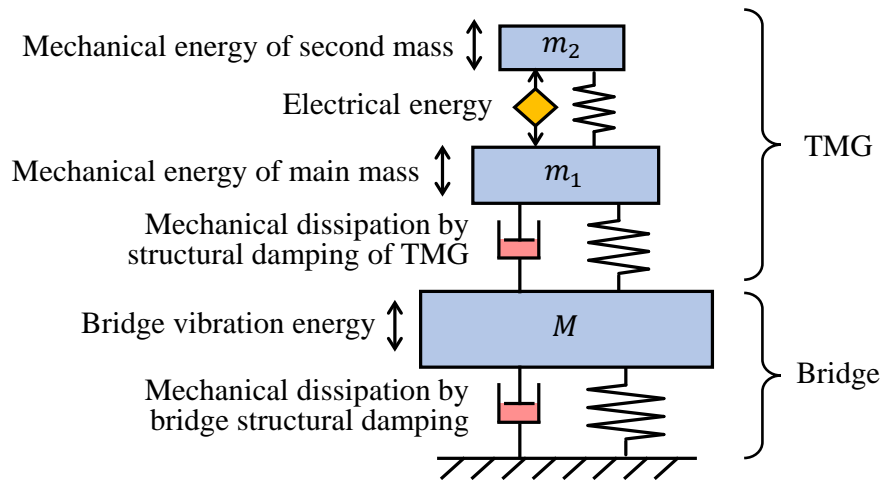 Mechanical energy of second mass
m₂
Electrical energy
TMG
Mechanical energy of main mass
m₁
Mechanical dissipation by
structural damping of TMG
Bridge vibration energy
M
Bridge
Mechanical dissipation by
bridge structural damping